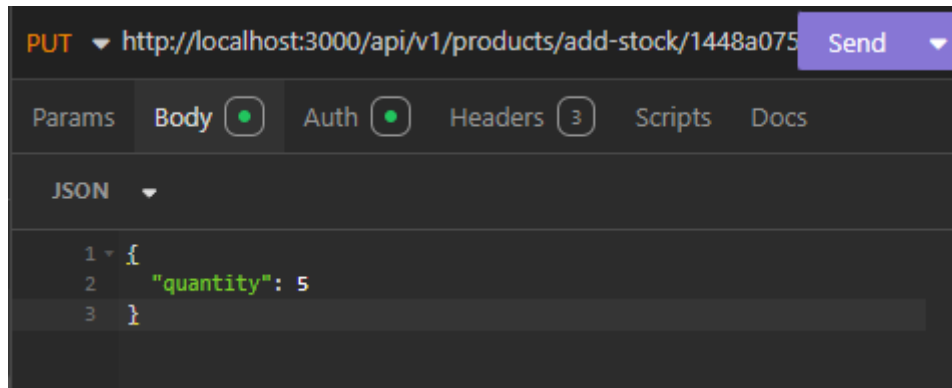 PUT http://localhost:3000/api/v1/products/add-stock/1448a075 Send
Params Body Auth Headers 3 Scripts Docs
JSON
1 {
2 "quantity": 5
3 }